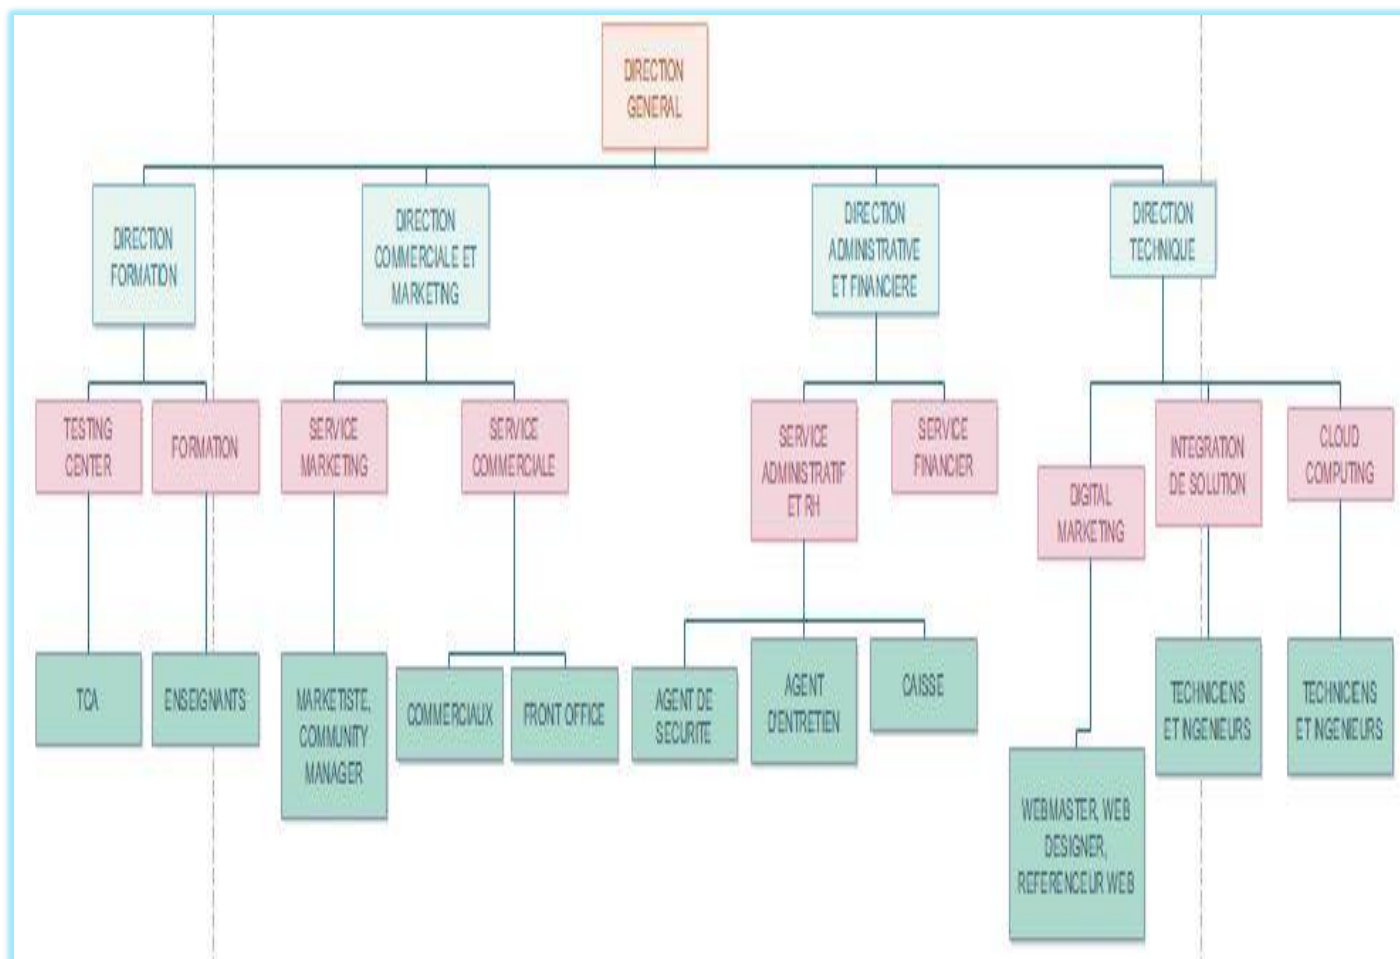 DIRECTION
GENERAL
DIRECTION
FORMATION
DIRECTION
COMMERCIALE ET
MARKETING
DIRECTION
ADMINISTRATIVE
ET FINANCIERE
DIRECTION
TECHNIQUE
TESTING
CENTER
FORMATION
SERVICE
MARKETING
SERVICE
COMMERCIALE
SERVICE
ADMINISTRATIF
ET RH
SERVICE
FINANCIER
DIGITAL
MARKETING
INTEGRATION
DE SOLUTION
CLOUD
COMPUTING
TCA
ENSEIGNANTS
MARKETISTE,
COMMUNITY
MANAGER
COMMERCIAUX
FRONT OFFICE
AGENT DE
SECURITE
AGENT
D'ENTRETIEN
CAISSE
WEBMASTER, WEB
DESIGNER,
REFERENCEUR WEB
TECHNICIENS
ET INGENIEURS
TECHNICIENS
ET INGENIEURS